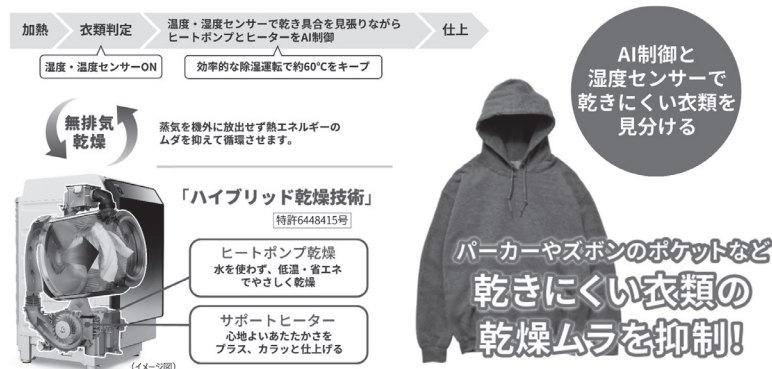 加熱
衣類判定
温度・湿度センサーで乾き具合を見張りながら
ヒートポンプとヒーターをAI制御
仕上
湿度・温度センサーON
効率的な除湿運転で約60℃をキープ
無排気
乾燥
蒸気を機外に放出せず熱エネルギーの
ムダを抑えて循環させます。
「ハイブリッド乾燥技術」
特許6448415号
ヒートポンプ乾燥
水を使わず、低温・省エネ
でやさしく乾燥
サポートヒーター
心地よいあたたかさを
プラス、カラッと仕上げる
(イメージ図)
AI制御と
湿度センサーで
乾きにくい衣類を
見分ける
パーカーやズボンのポケットなど
乾きにくい衣類の
乾燥ムラを抑制!